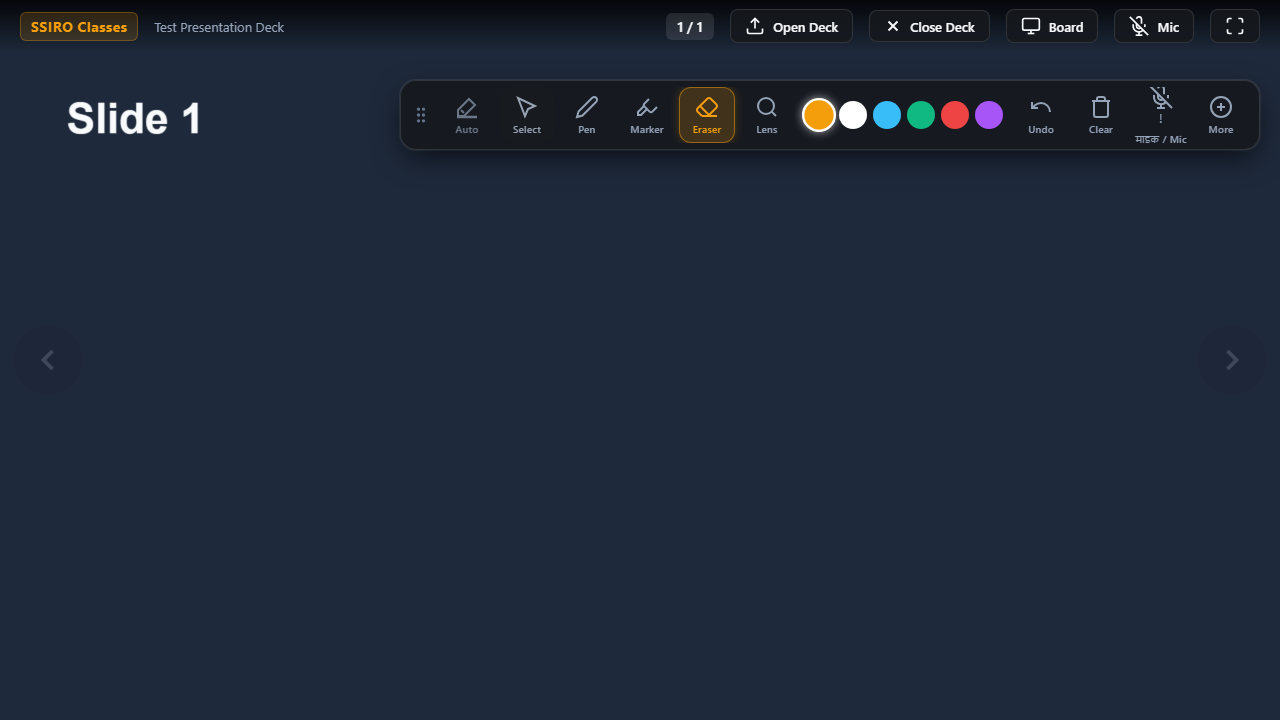 SSIRO Classes
Test Presentation Deck
1 / 1
Open Deck
Close Deck
Board
Mic
Slide 1
Auto
Select
Pen
Marker
Eraser
Lens
Undo
Clear
!
माइक / Mic
More